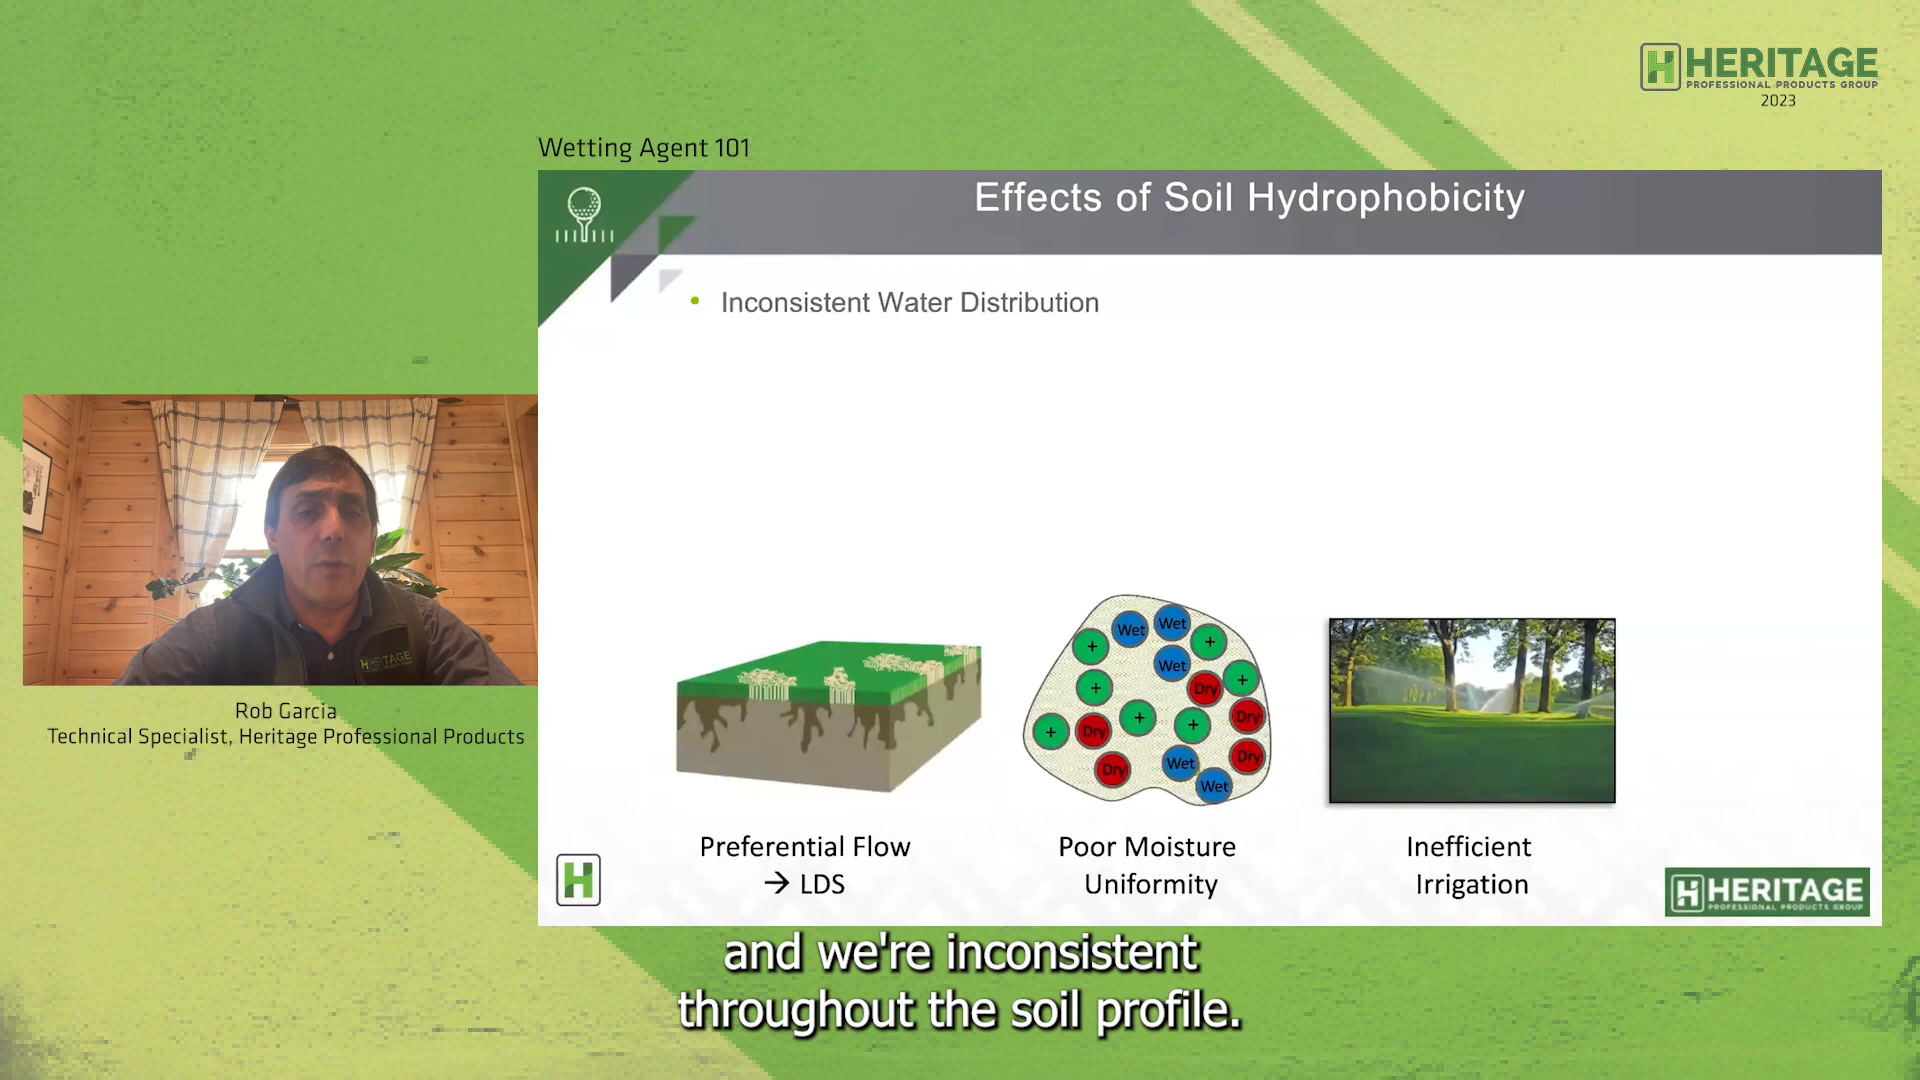 HERITAGE
PROFESSIONAL PRODUCTS GROUP
2023
Wetting Agent 101
Effects of Soil Hydrophobicity
• Inconsistent Water Distribution
HERITAGE
Rob Garcia
Technical Specialist, Heritage Professional Products
Wet
Wet
+
+
Wet
+
+
Dry
+
+
Dry
+
+
Dry
Dry
Wet
Dry
Wet
Preferential Flow
→ LDS
Poor Moisture
Uniformity
Inefficient
Irrigation
H
HERITAGE
PROFESSIONAL PRODUCTS GROUP
and we're inconsistent
throughout the soil profile.